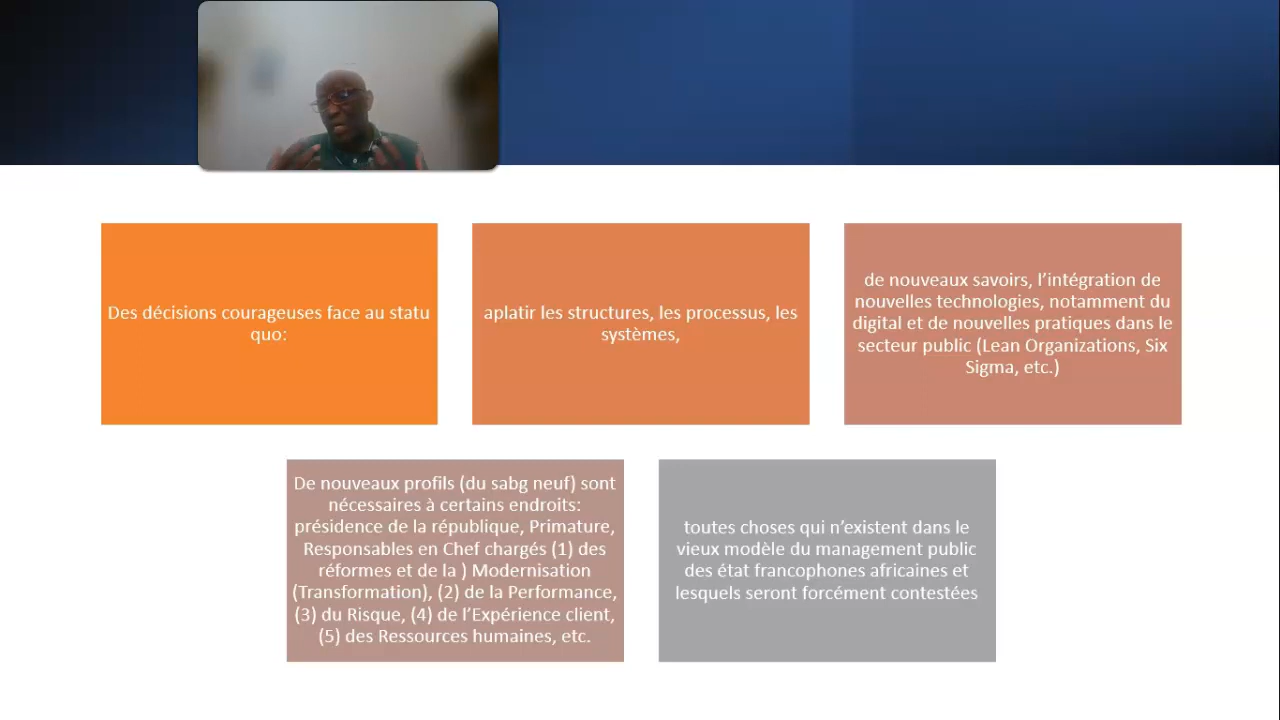 Des décisions courageuses face au statu
quo:
aplatir les structures, les processus, les
systèmes,
de nouveaux savoirs, l’intégration de
nouvelles technologies, notamment du
digital et de nouvelles pratiques dans le
secteur public (Lean Organizations, Six
Sigma, etc.)
De nouveaux profils (du sabg neuf) sont
nécessaires à certains endroits:
présidence de la république, Primature,
Responsables en Chef chargés (1) des
réformes et de la ) Modernisation
(Transformation), (2) de la Performance,
(3) du Risque, (4) de l’Expérience client,
(5) des Ressources humaines, etc.
toutes choses qui n’existent dans le
vieux modèle du management public
des état francophones africaines et
lesquels seront forcément contestées